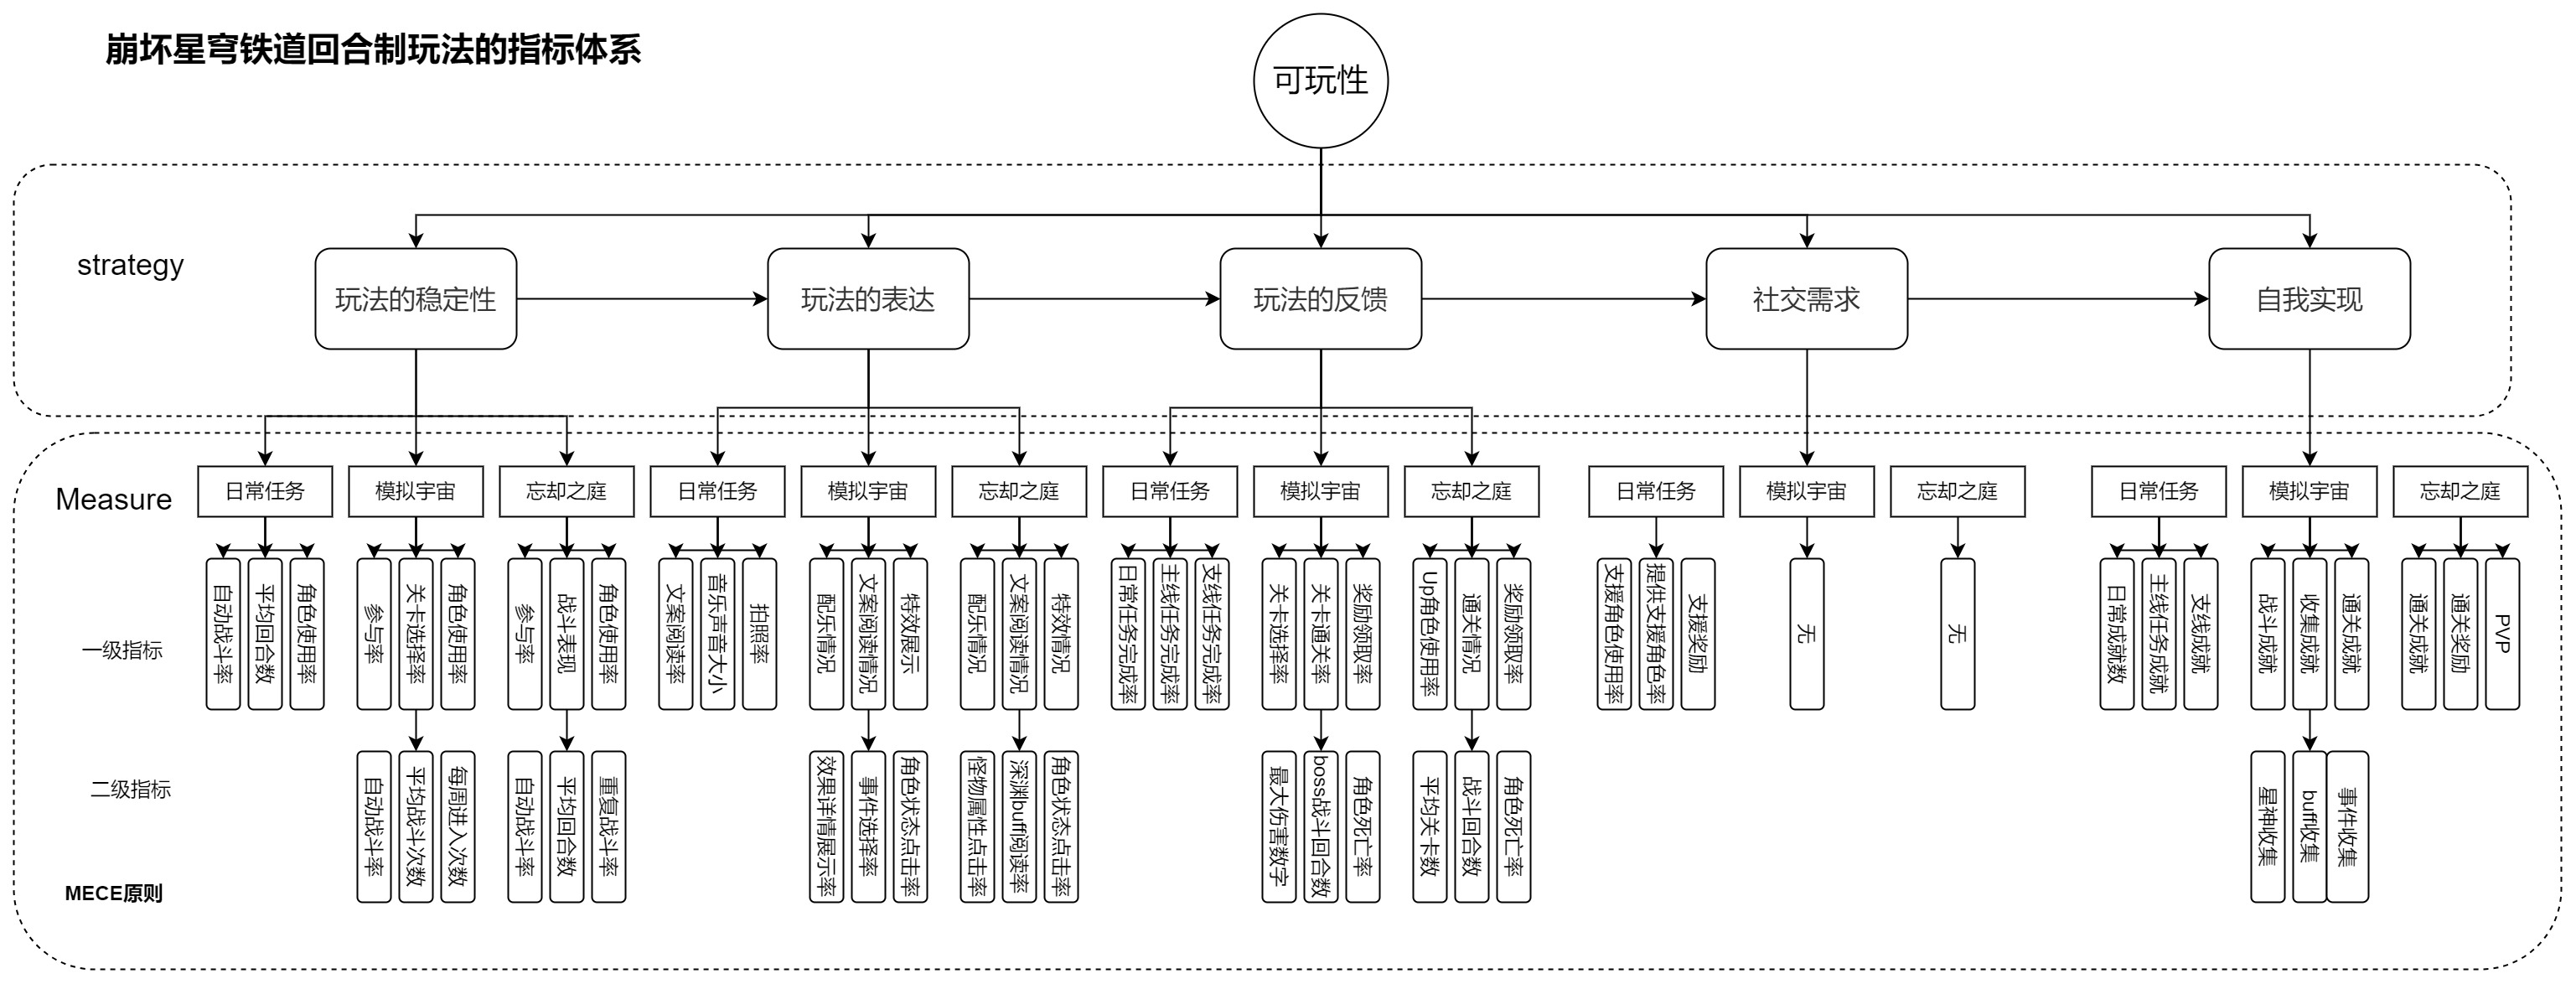 崩坏星穹铁道回合制玩法的指标体系
可玩性
strategy
玩法的稳定性
玩法的表达
玩法的反馈
社交需求
自我实现
Measure
日常任务
模拟宇宙
忘却之庭
日常任务
模拟宇宙
忘却之庭
日常任务
模拟宇宙
忘却之庭
日常任务
模拟宇宙
忘却之庭
日常任务
模拟宇宙
忘却之庭
一级指标
自动战斗率
平均回合数
角色使用率
参与率
关卡选择率
角色使用率
参与率
战斗表现
角色使用率
文案阅读率
音乐声音大小
拍照率
配乐情况
文案阅读情况
特效展示
配乐情况
文案阅读情况
特效情况
日常任务完成率
主线任务完成率
支线任务完成率
关卡选择率
关卡通关率
奖励领取率
Up角色使用率
通关情况
奖励领取率
支援角色使用率
提供支援角色率
支援奖励
无
无
日常成就数
主线任务成就
支线成就
战斗成就
收集成就
通关成就
通关成就
通关奖励
PVP
二级指标
自动战斗率
平均战斗次数
每周进入次数
自动战斗率
平均回合数
重复战斗率
效果详情展示率
事件选择率
角色状态点击率
怪物属性点击率
深渊buff阅读率
角色状态点击率
最大伤害数字
boss战斗回合数
角色死亡率
平均关卡数
战斗回合数
角色死亡率
星神收集
buff收集
事件收集
MECE原则